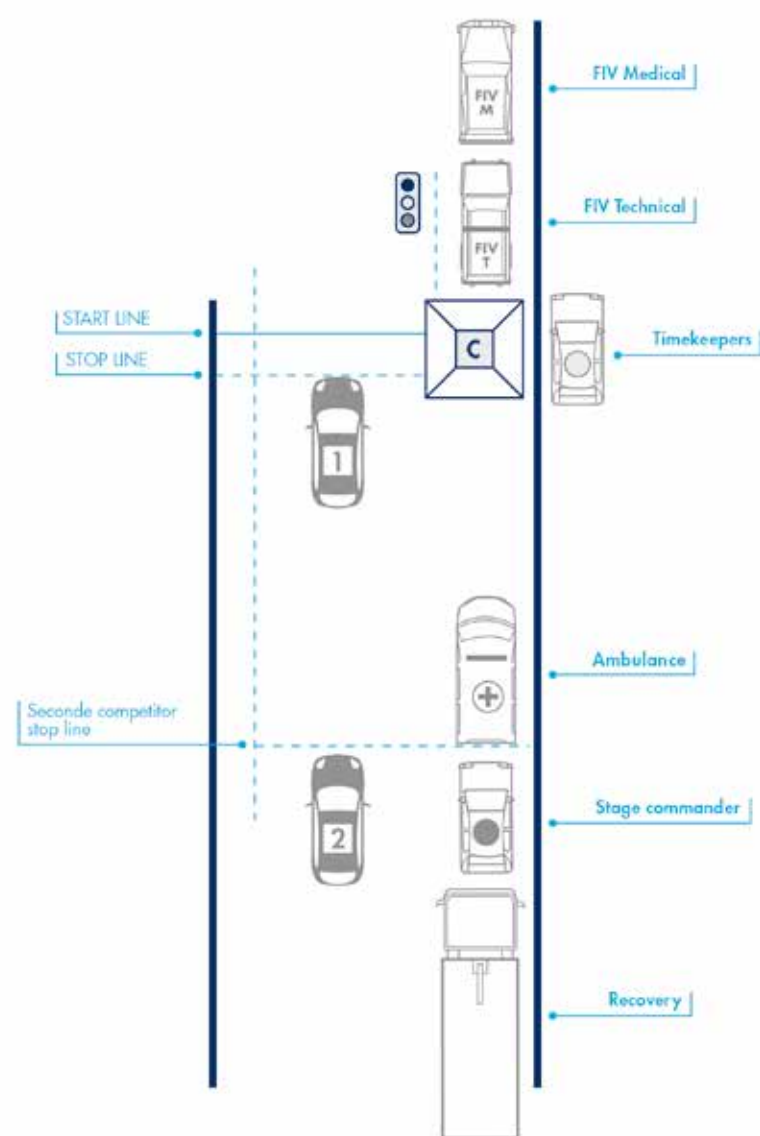 FIV Medical
FIV
M
FIV Technical
FIV
T
START LINE
C
Timekeepers
STOP LINE
1
Ambulance
Seconde competitor
stop line
Stage commander
2
Recovery